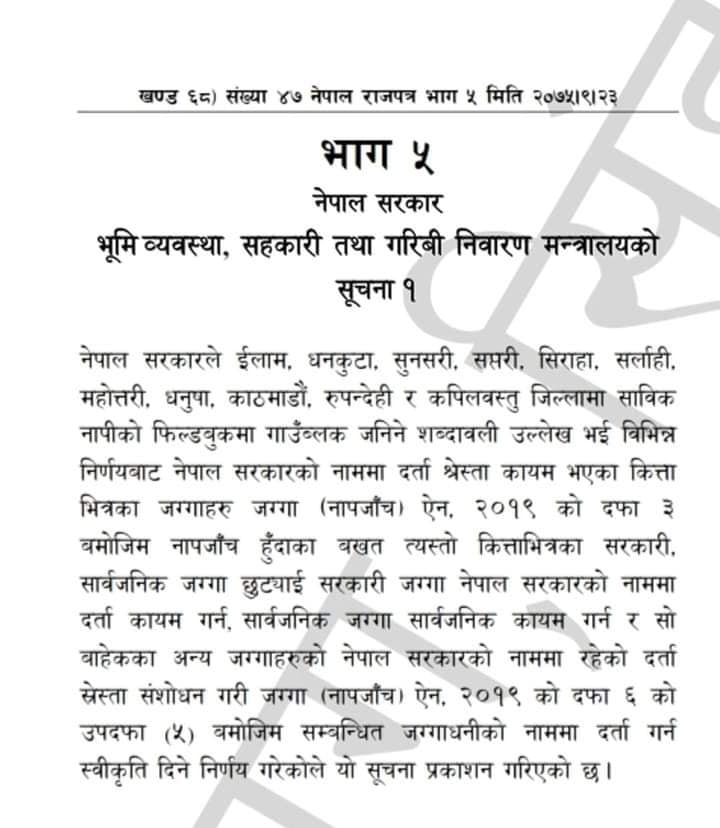 खण्ड ६८) संख्या ४७ नेपाल राजपत्र भाग ५ मिति २०७५।९।२३
भाग ५
नेपाल सरकार
भूमि व्यवस्था, सहकारी तथा गरिबी निवारण मन्त्रालयको
सूचना १
नेपाल सरकारले ईलाम, धनकुटा, सुनसरी, सप्तरी, सिराहा, सर्लाही,
महोत्तरी, धनुषा, काठमाडौं, रुपन्देही र कपिलवस्तु जिल्लामा साविक
नापीको फिल्डबुकमा गाउँब्लक जनिने शब्दावली उल्लेख भई विभिन्न
निर्णयबाट नेपाल सरकारको नाममा दर्ता श्रेस्ता कायम भएका कित्ता
भित्रका जग्गाहरु जग्गा (नापजाँच) ऐन, २०१९ को दफा ३
बमोजिम नापजाँच हुँदाका बखत त्यस्तो कित्ताभित्रका सरकारी,
सार्वजनिक जग्गा छुट्याई सरकारी जग्गा नेपाल सरकारको नाममा
दर्ता कायम गर्न, सार्वजनिक जग्गा सार्वजनिक कायम गर्न र सो
बाहेकका अन्य जग्गाहरुको नेपाल सरकारको नाममा रहेको दर्ता
स्रेस्ता संशोधन गरी जग्गा (नापजाँच) ऐन, २०१९ को दफा ६ को
उपदफा (५) बमोजिम सम्बन्धित जग्गाधनीको नाममा दर्ता गर्न
स्वीकृति दिने निर्णय गरेकोले यो सूचना प्रकाशन गरिएको छ।